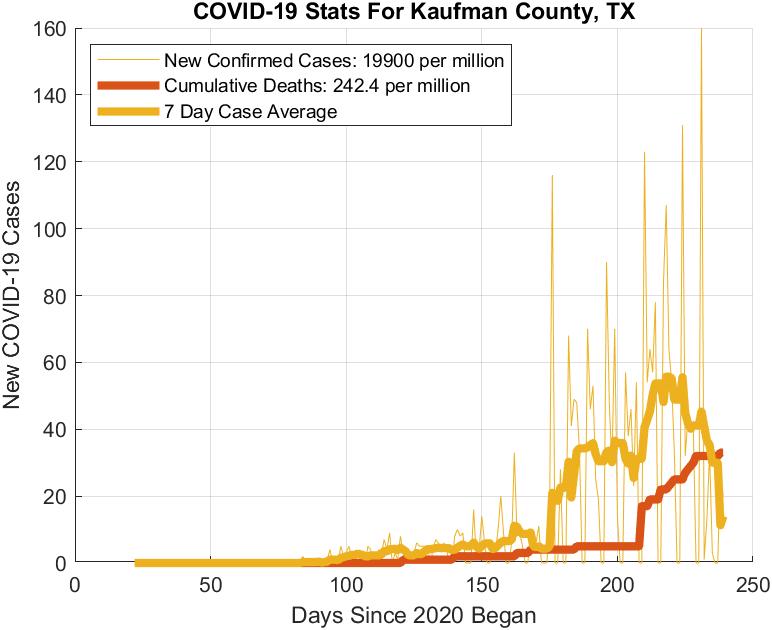 COVID-19 Stats For Kaufman County, TX
New Confirmed Cases: 19900 per million
Cumulative Deaths: 242.4 per million
7 Day Case Average
New COVID-19 Cases
160
140
120
100
80
60
40
20
0
0 50 100 150 200 250
Days Since 2020 Began